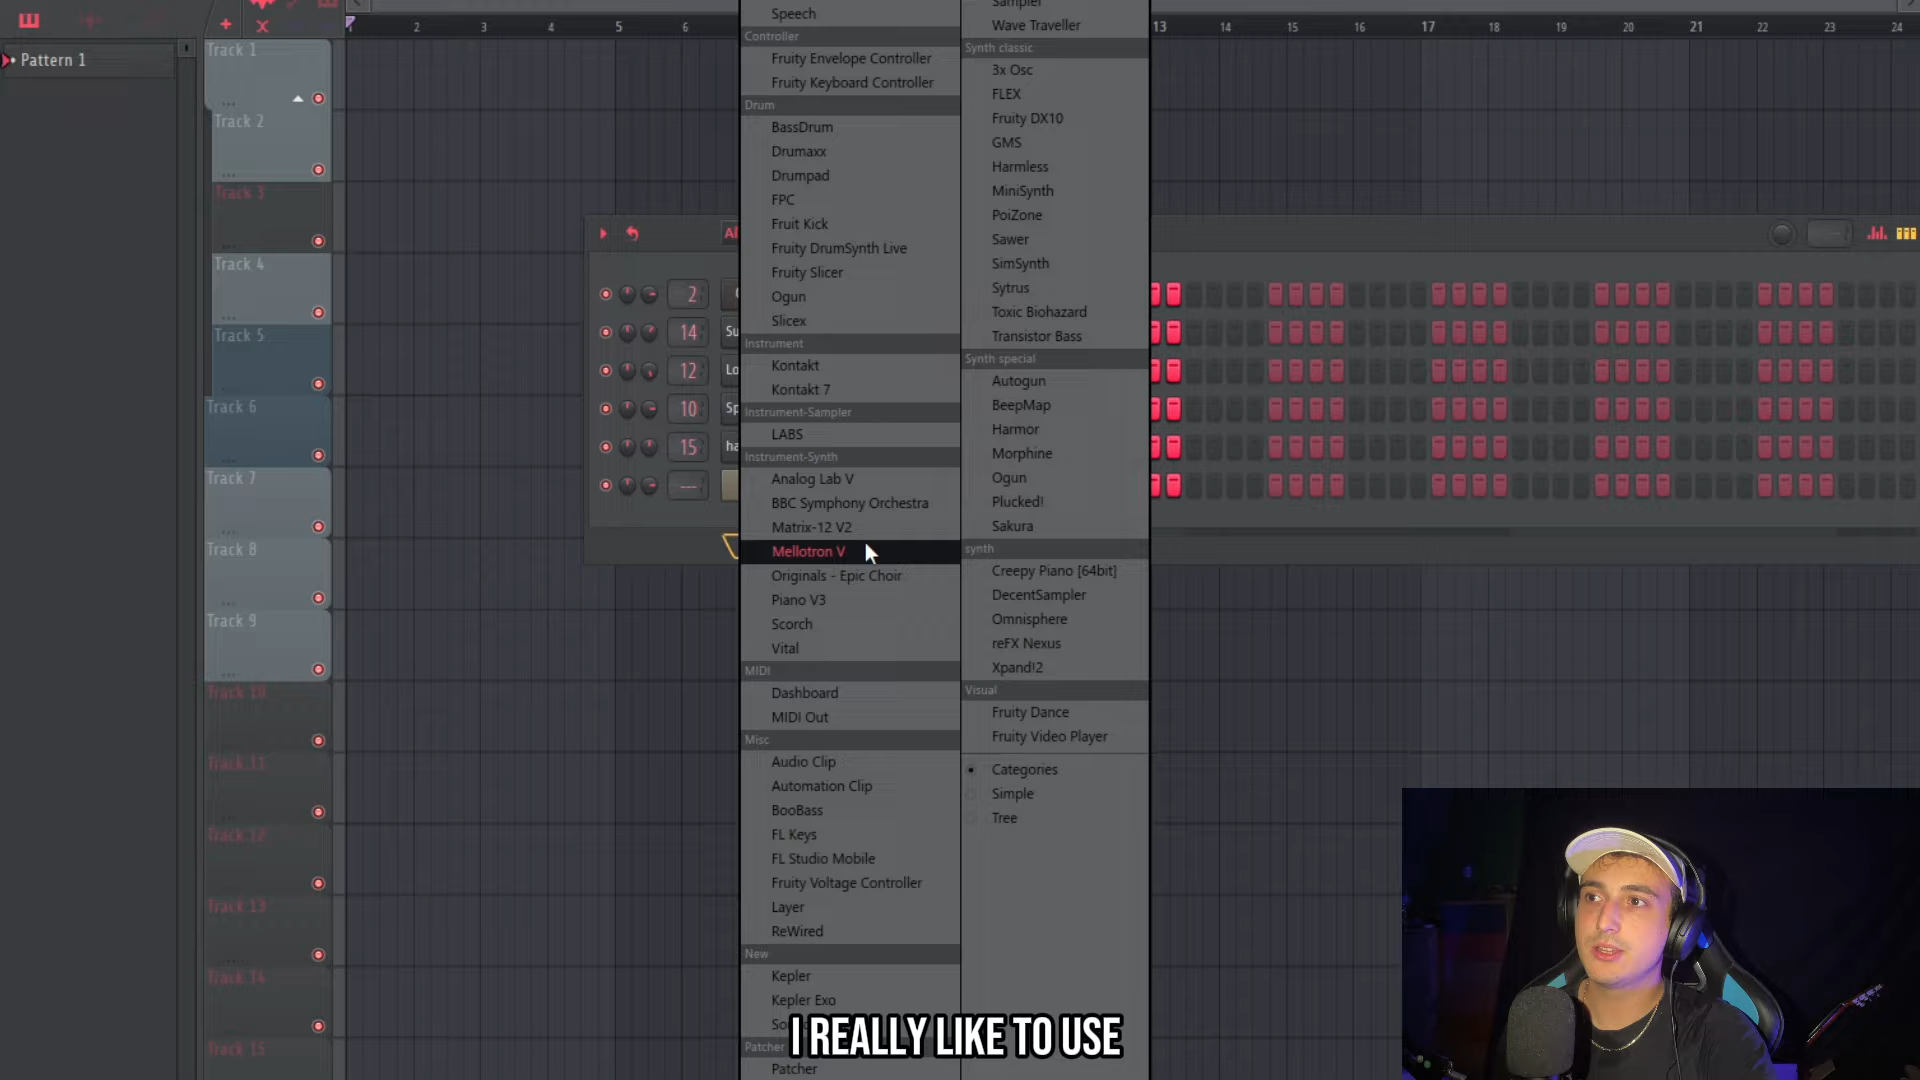 Pattern 1
Track 1
Track 2
Track 3
Track 4
Track 5
Track 6
Track 7
Track 8
Track 9
Track 10
Track 11
Track 12
Track 13
Track 14
Track 15
2
3
4
5
6
13
14
15
16
17
18
19
20
21
22
23
24
2
14
12
10
15
---
Speech
Controller
Fruity Envelope Controller
Fruity Keyboard Controller
Drum
BassDrum
Drumaxx
Drumpad
FPC
Fruit Kick
Fruity DrumSynth Live
Fruity Slicer
Ogun
Slicex
Instrument
Kontakt
Kontakt 7
Instrument-Sampler
LABS
Instrument-Synth
Analog Lab V
BBC Symphony Orchestra
Matrix-12 V2
Mellotron V
Originals - Epic Choir
Piano V3
Scorch
Vital
MIDI
Dashboard
MIDI Out
Misc
Audio Clip
Automation Clip
BooBass
FL Keys
FL Studio Mobile
Fruity Voltage Controller
Layer
ReWired
New
Kepler
Kepler Exo
Patcher
Patcher
Sampler
Wave Traveller
Synth classic
3x Osc
FLEX
Fruity DX10
GMS
Harmless
MiniSynth
PoiZone
Sawer
SimSynth
Sytrus
Toxic Biohazard
Transistor Bass
Synth special
Autogun
BeepMap
Harmor
Morphine
Ogun
Plucked!
Sakura
synth
Creepy Piano [64bit]
DecentSampler
Omnisphere
reFX Nexus
Xpand!2
Visual
Fruity Dance
Fruity Video Player
Categories
Simple
Tree
I REALLY LIKE TO USE